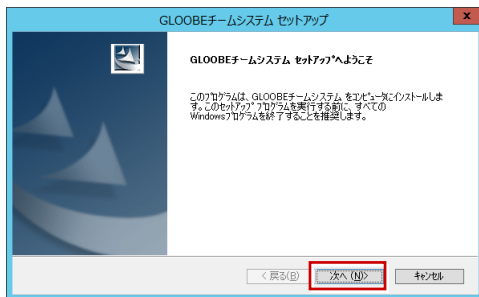 GLOOBEチームシステム セットアップ
x
GLOOBEチームシステム ｾｯﾄｱｯﾌﾟへようこそ
このﾌﾟﾛｸﾞﾗﾑは、GLOOBEチームシステム をｺﾝﾋﾟｭｰﾀにｲﾝｽﾄｰﾙしま
す。このｾｯﾄｱｯﾌﾟ ﾌﾟﾛｸﾞﾗﾑを実行する前に、すべての
Windowsﾌﾟﾛｸﾞﾗﾑを終了することを推奨します。
< 戻る(B)
次へ (N)>
ｷｬﾝｾﾙ